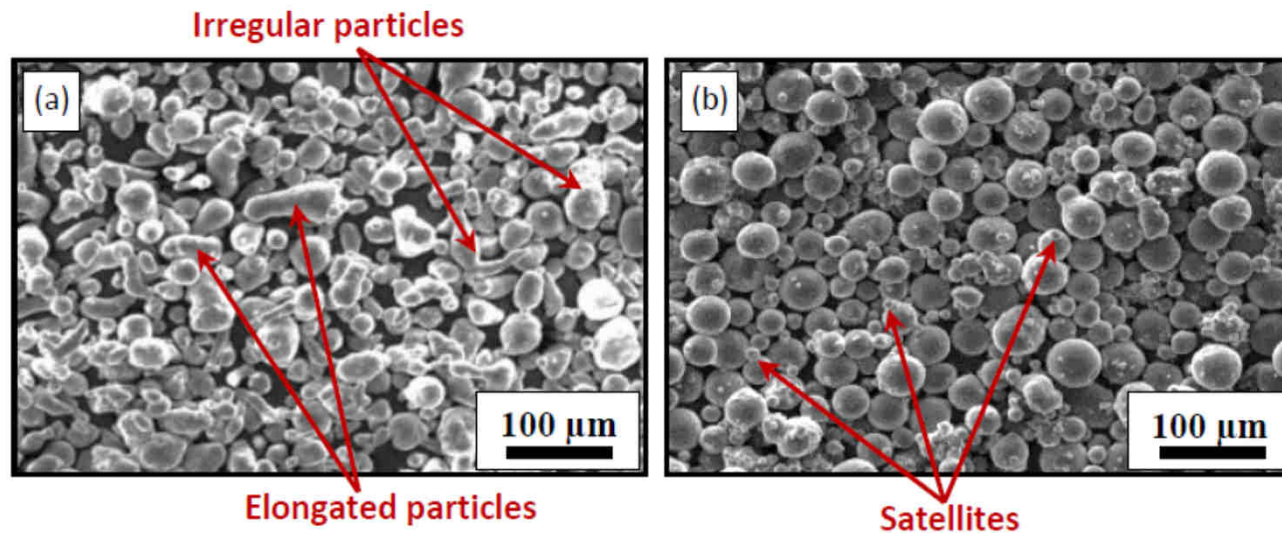 Irregular particles
(a)
(b)
100 µm
100 µm
Elongated particles
Satellites